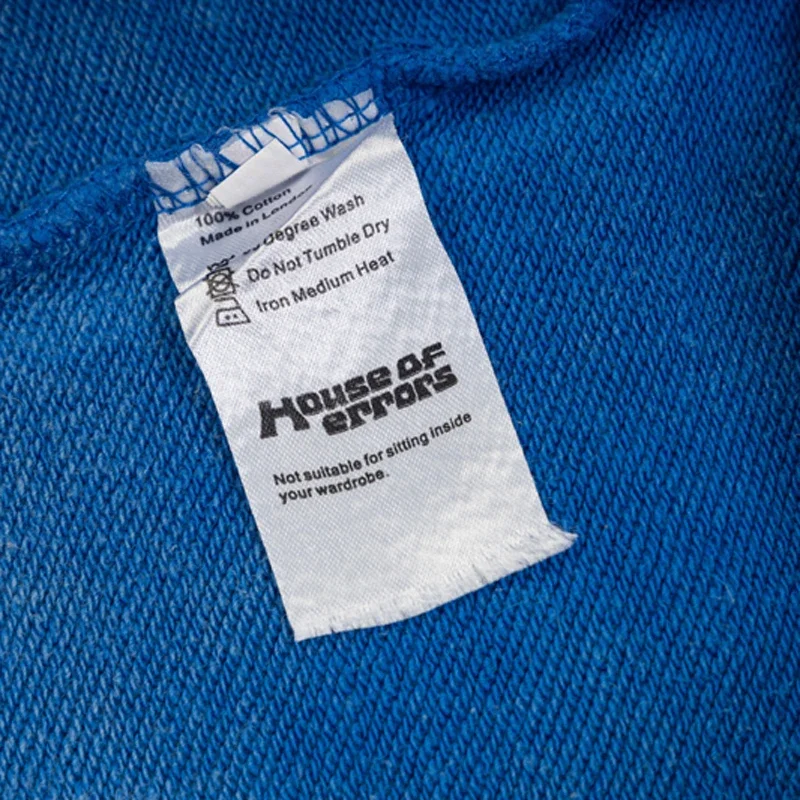 100% Cotton
Made in London
Degree Wash
Do Not Tumble Dry
Iron Medium Heat
House of
errors
Not suitable for sitting inside
your wardrobe.